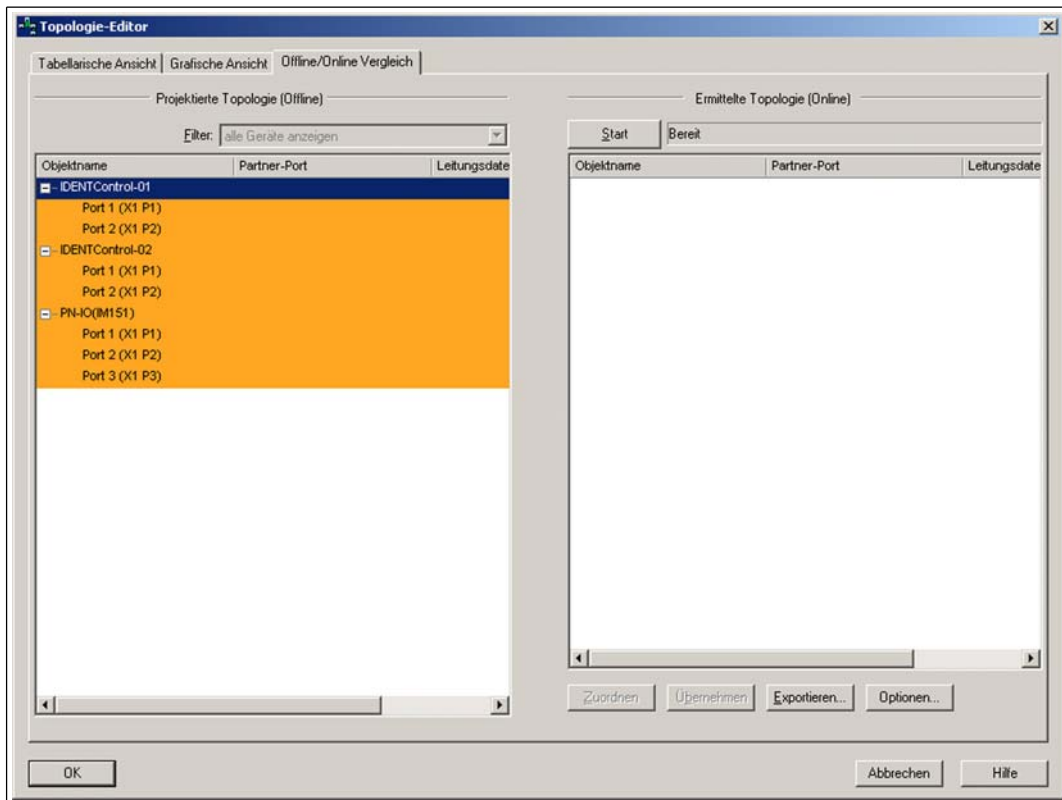 Topologie-Editor
Tabellarische Ansicht
Grafische Ansicht
Offline/Online Vergleich
Projektierte Topologie (Offline)
Filter: alle Geräte anzeigen
Objektname Partner-Port Leitungsdate
IDENTControl-01
Port 1 (X1 P1)
Port 2 (X1 P2)
IDENTControl-02
Port 1 (X1 P1)
Port 2 (X1 P2)
PN-IO(IM151)
Port 1 (X1 P1)
Port 2 (X1 P2)
Port 3 (X1 P3)
Ermittelte Topologie (Online)
Start Bereit
Objektname Partner-Port Leitungsdate
Zuordnen Übernehmen Exportieren... Optionen...
OK Abbrechen Hilfe